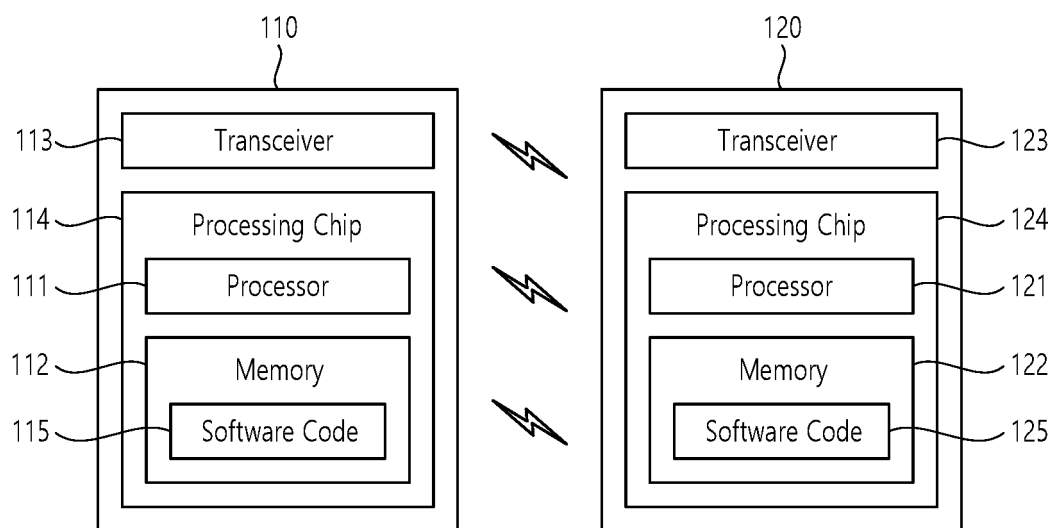 110 120
113 Transceiver Transceiver 123
114 Processing Chip Processing Chip 124
111 Processor Processor 121
112 Memory Memory 122
115 Software Code Software Code 125